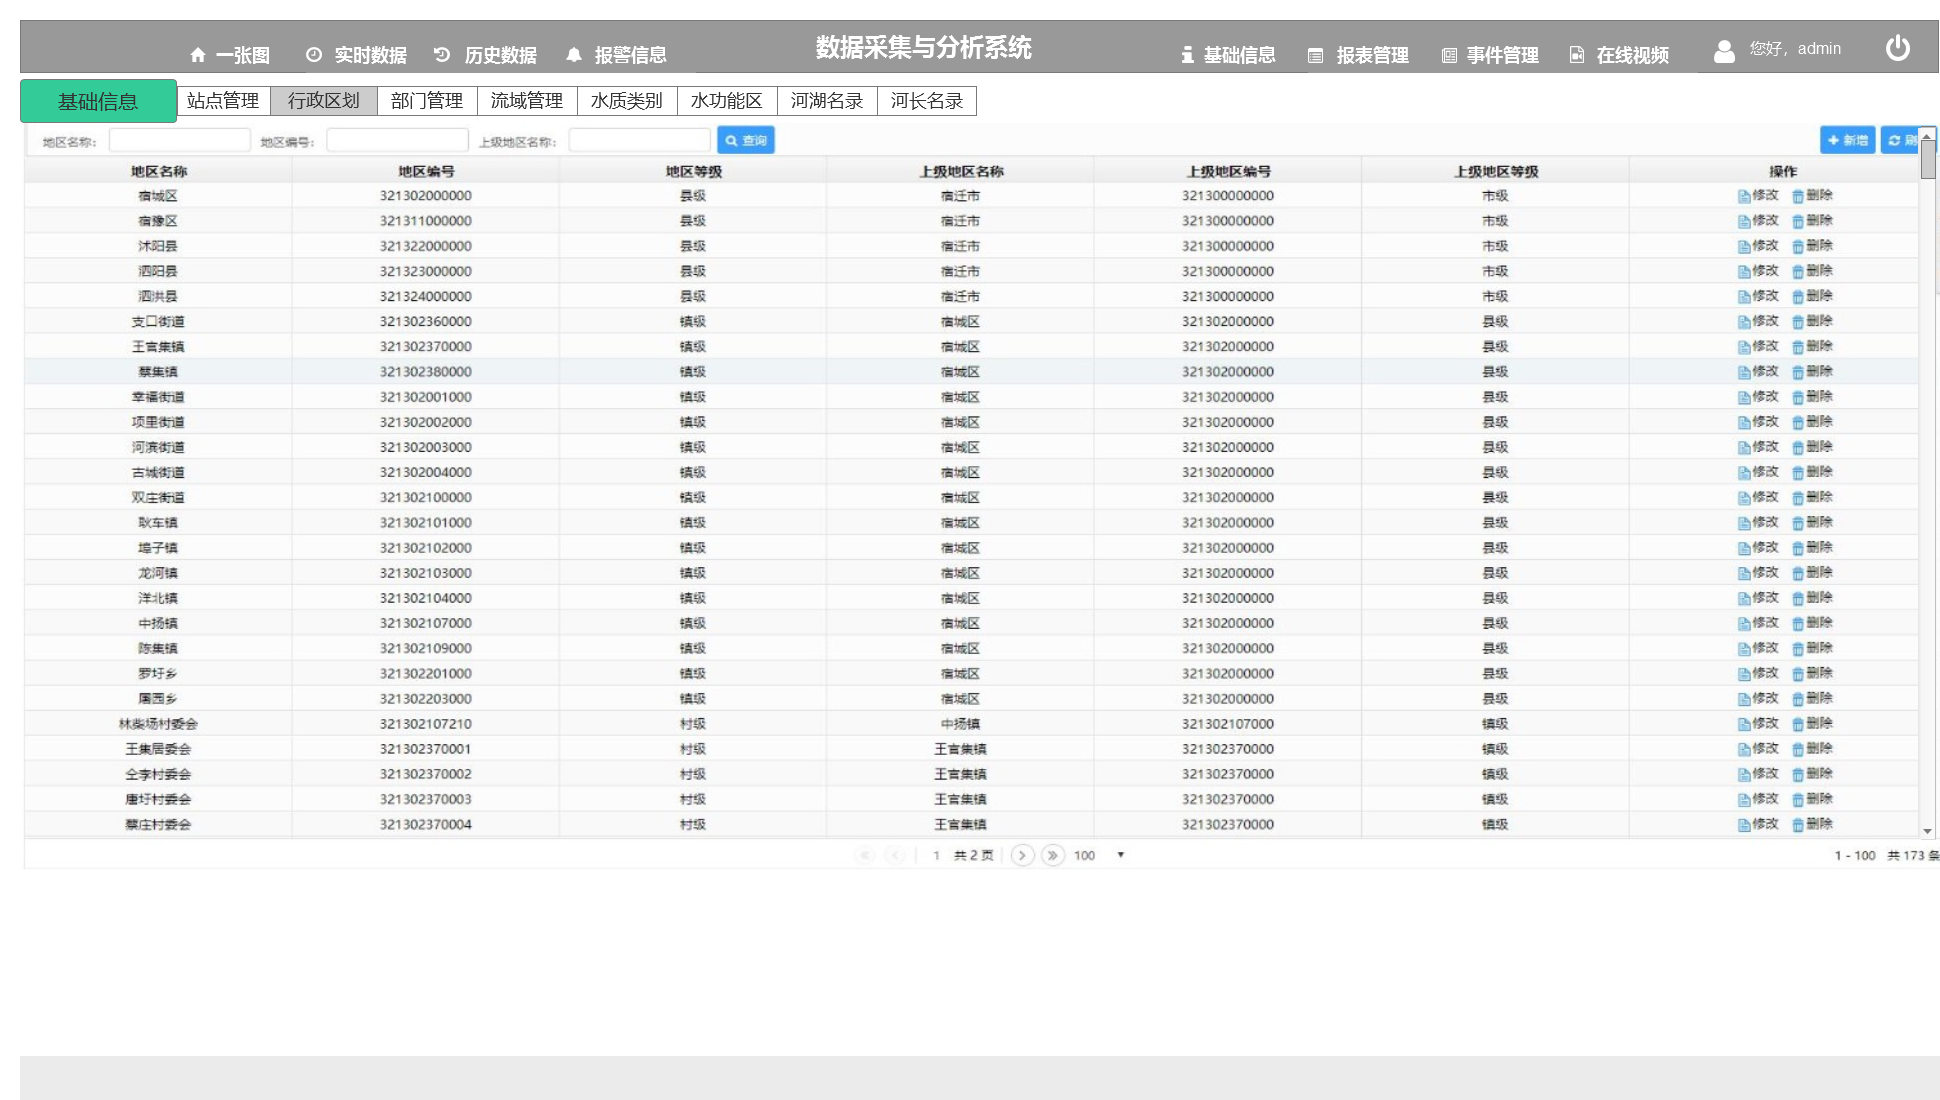 一张图 实时数据 历史数据 报警信息 数据采集与分析系统 基础信息 报表管理 事件管理 在线视频 您好，admin
基础信息 站点管理 行政区划 部门管理 流域管理 水质类别 水功能区 河湖名录 河长名录
地区名称： 地区编号： 上级地区名称： 查询 新增
地区名称 地区编号 地区等级 上级地区名称 上级地区编号 上级地区等级 操作
宿城区 321302000000 县级 宿迁市 321300000000 市级 修改 删除
宿豫区 321311000000 县级 宿迁市 321300000000 市级 修改 删除
沭阳县 321322000000 县级 宿迁市 321300000000 市级 修改 删除
泗阳县 321323000000 县级 宿迁市 321300000000 市级 修改 删除
泗洪县 321324000000 县级 宿迁市 321300000000 市级 修改 删除
支口街道 321302360000 镇级 宿城区 321302000000 县级 修改 删除
王官集镇 321302370000 镇级 宿城区 321302000000 县级 修改 删除
蔡集镇 321302380000 镇级 宿城区 321302000000 县级 修改 删除
幸福街道 321302001000 镇级 宿城区 321302000000 县级 修改 删除
项里街道 321302002000 镇级 宿城区 321302000000 县级 修改 删除
河滨街道 321302003000 镇级 宿城区 321302000000 县级 修改 删除
古城街道 321302004000 镇级 宿城区 321302000000 县级 修改 删除
双庄街道 321302100000 镇级 宿城区 321302000000 县级 修改 删除
耿车镇 321302101000 镇级 宿城区 321302000000 县级 修改 删除
埠子镇 321302102000 镇级 宿城区 321302000000 县级 修改 删除
龙河镇 321302103000 镇级 宿城区 321302000000 县级 修改 删除
洋北镇 321302104000 镇级 宿城区 321302000000 县级 修改 删除
中扬镇 321302107000 镇级 宿城区 321302000000 县级 修改 删除
陈集镇 321302109000 镇级 宿城区 321302000000 县级 修改 删除
罗圩乡 321302201000 镇级 宿城区 321302000000 县级 修改 删除
屠园乡 321302203000 镇级 宿城区 321302000000 县级 修改 删除
林柴场村委会 321302107210 村级 中扬镇 321302107000 镇级 修改 删除
王集居委会 321302370001 村级 王官集镇 321302370000 镇级 修改 删除
仝李村委会 321302370002 村级 王官集镇 321302370000 镇级 修改 删除
唐圩村委会 321302370003 村级 王官集镇 321302370000 镇级 修改 删除
蔡庄村委会 321302370004 村级 王官集镇 321302370000 镇级 修改 删除
1 共 2 页 100 1 - 100 共 173 条